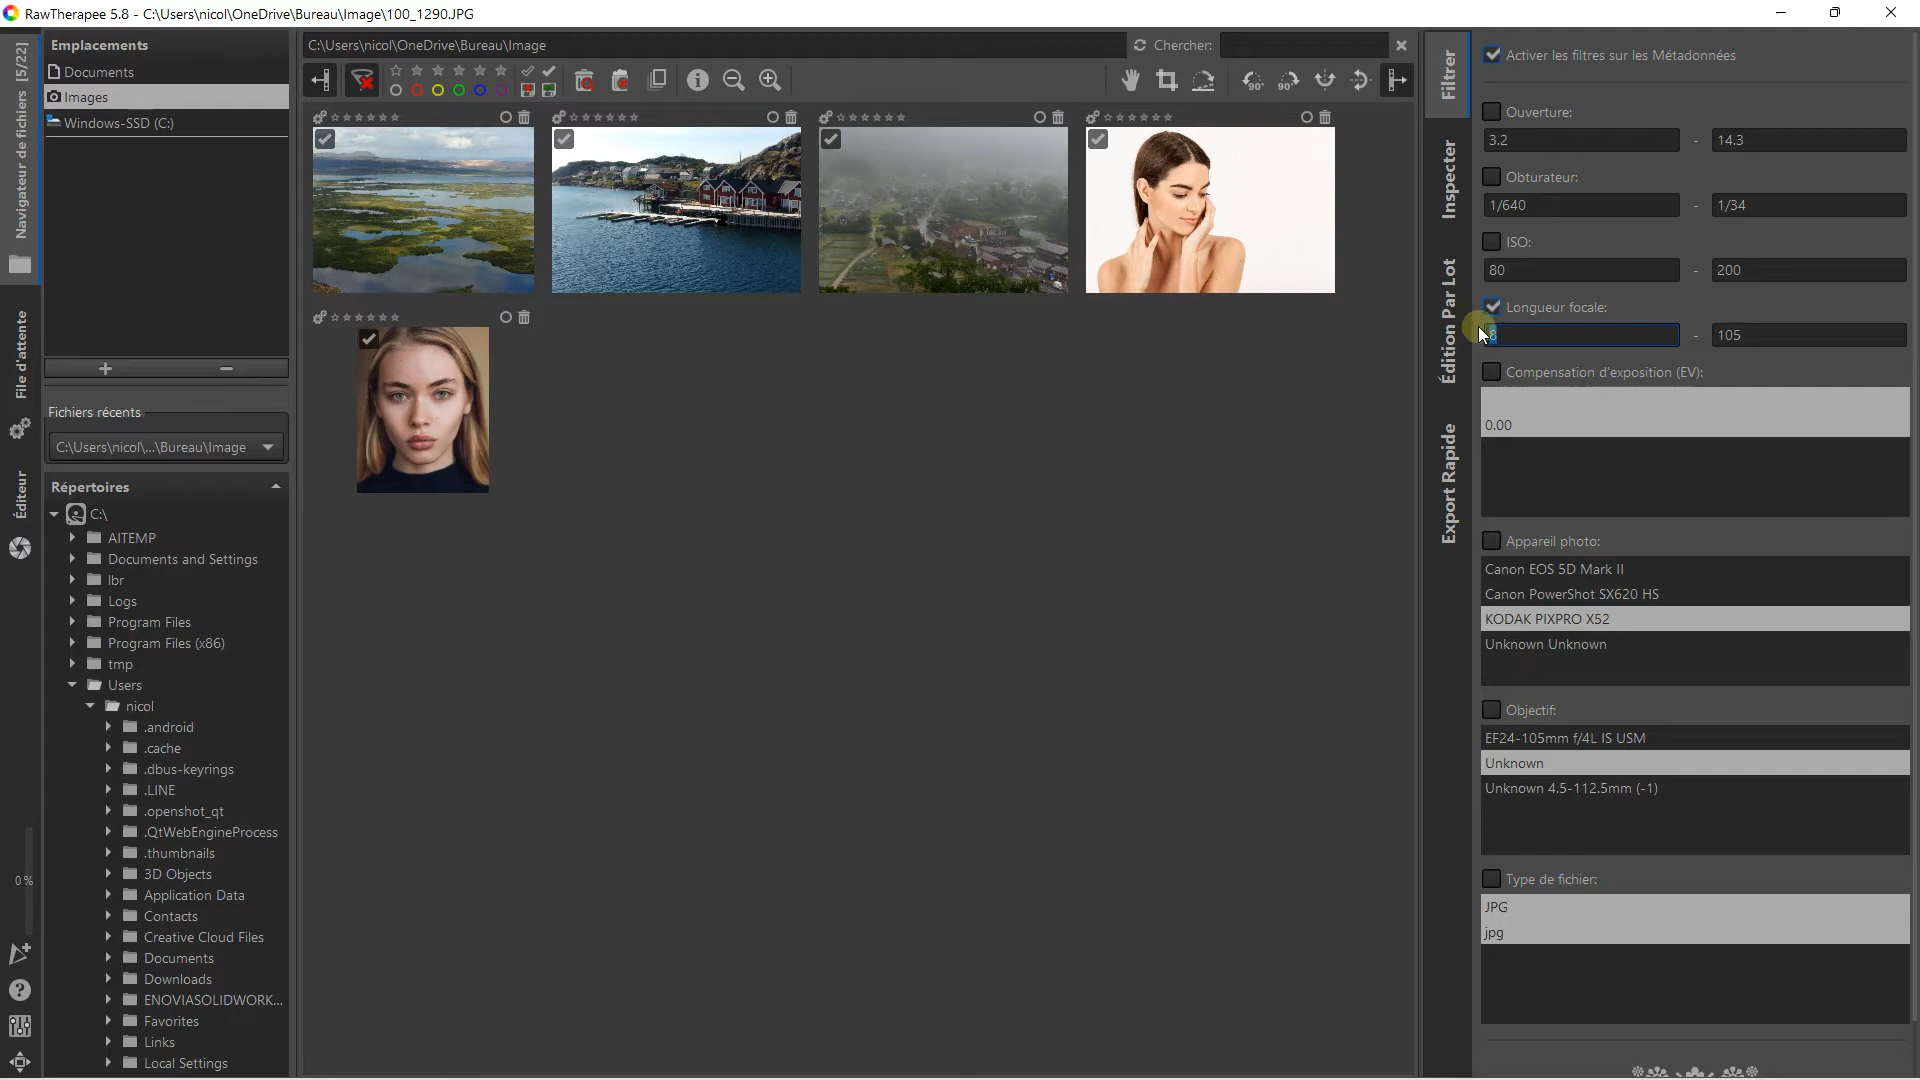 RawTherapee 5.8 - C:\Users\nicol\OneDrive\Bureau\Image\100_1290.JPG
Navigateur de fichiers [5/22]
File d'attente
Éditeur
0%
Emplacements
Documents
Images
Windows-SSD (C:)
Fichiers récents
C:\Users\nicol\...\Bureau\Image
Répertoires
C:\
AITEMP
Documents and Settings
lbr
Logs
Program Files
Program Files (x86)
tmp
Users
nicol
.android
.cache
.dbus-keyrings
.LINE
.openshot_qt
.QtWebEngineProcess
.thumbnails
3D Objects
Application Data
Contacts
Creative Cloud Files
Documents
Downloads
ENOVIASOLIDWORK...
Favorites
Links
Local Settings
C:\Users\nicol\OneDrive\Bureau\Image
Chercher:
90°
90°
Filtrer
Inspecter
Édition Par Lot
Export Rapide
Activer les filtres sur les Métadonnées
Ouverture:
3.2 - 14.3
Obturateur:
1/640 - 1/34
ISO:
80 - 200
Longueur focale:
8 - 105
Compensation d'exposition (EV):
0.00
Appareil photo:
Canon EOS 5D Mark II
Canon PowerShot SX620 HS
KODAK PIXPRO X52
Unknown Unknown
Objectif:
EF24-105mm f/4L IS USM
Unknown
Unknown 4.5-112.5mm (-1)
Type de fichier:
JPG
jpg